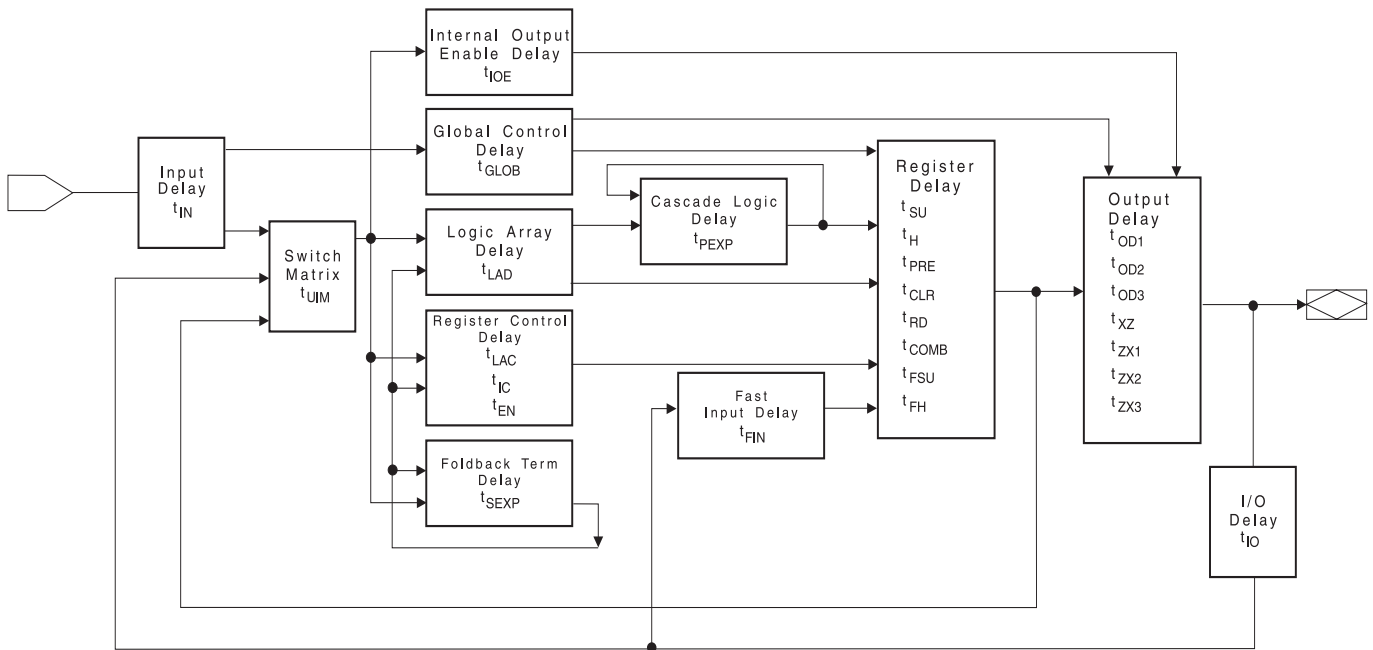 Internal Output
Enable Delay
tIOE
Global Control
Delay
tGLOB
Input
Delay
tIN
Switch
Matrix
tUIM
Logic Array
Delay
tLAD
Cascade Logic
Delay
tPEXP
Register Control
Delay
tLAC
tIC
tEN
Fast
Input Delay
tFIN
Foldback Term
Delay
tSEXP
Register
Delay
tSU
tH
tPRE
tCLR
tRD
tCOMB
tFSU
tFH
Output
Delay
tOD1
tOD2
tOD3
tXZ
tZX1
tZX2
tZX3
I/O
Delay
tIO